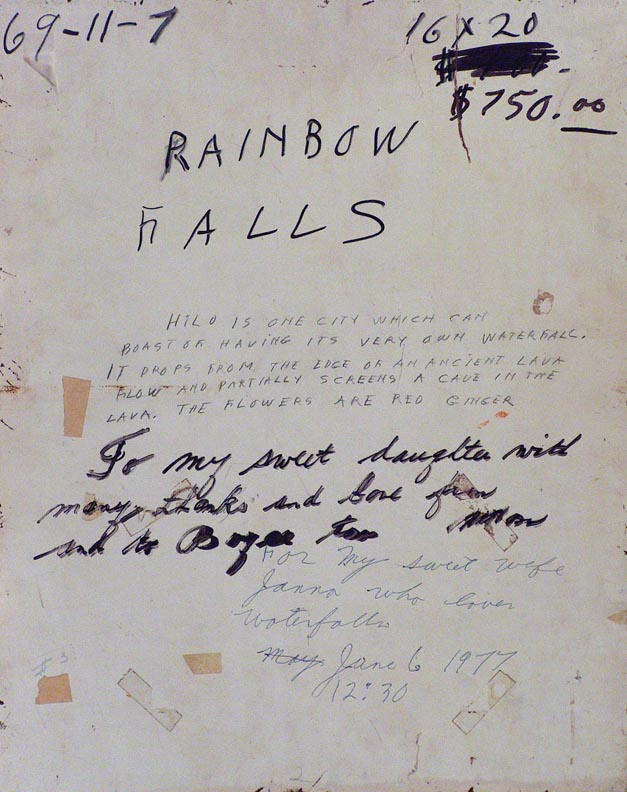 69-11-7
16 x 20
$750.00
RAINBOW
FALLS
HILO IS ONE CITY WHICH CAN
BOAST OF HAVING ITS VERY OWN WATERFALL.
IT DROPS FROM THE EDGE OF AN ANCIENT LAVA
FLOW AND PARTIALLY SCREENS A CAVE IN THE
LAVA. THE FLOWERS ARE RED GINGER
To my sweet daughter with
many thanks and love from
and to too mom
For my sweet wife
Janna who loves
waterfalls
May June 6 1977
12:30